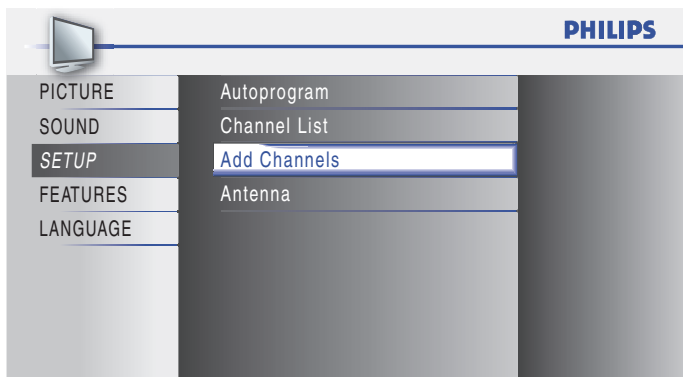 PHILIPS
PICTURE
SOUND
SETUP
FEATURES
LANGUAGE
Autoprogram
Channel List
Add Channels
Antenna